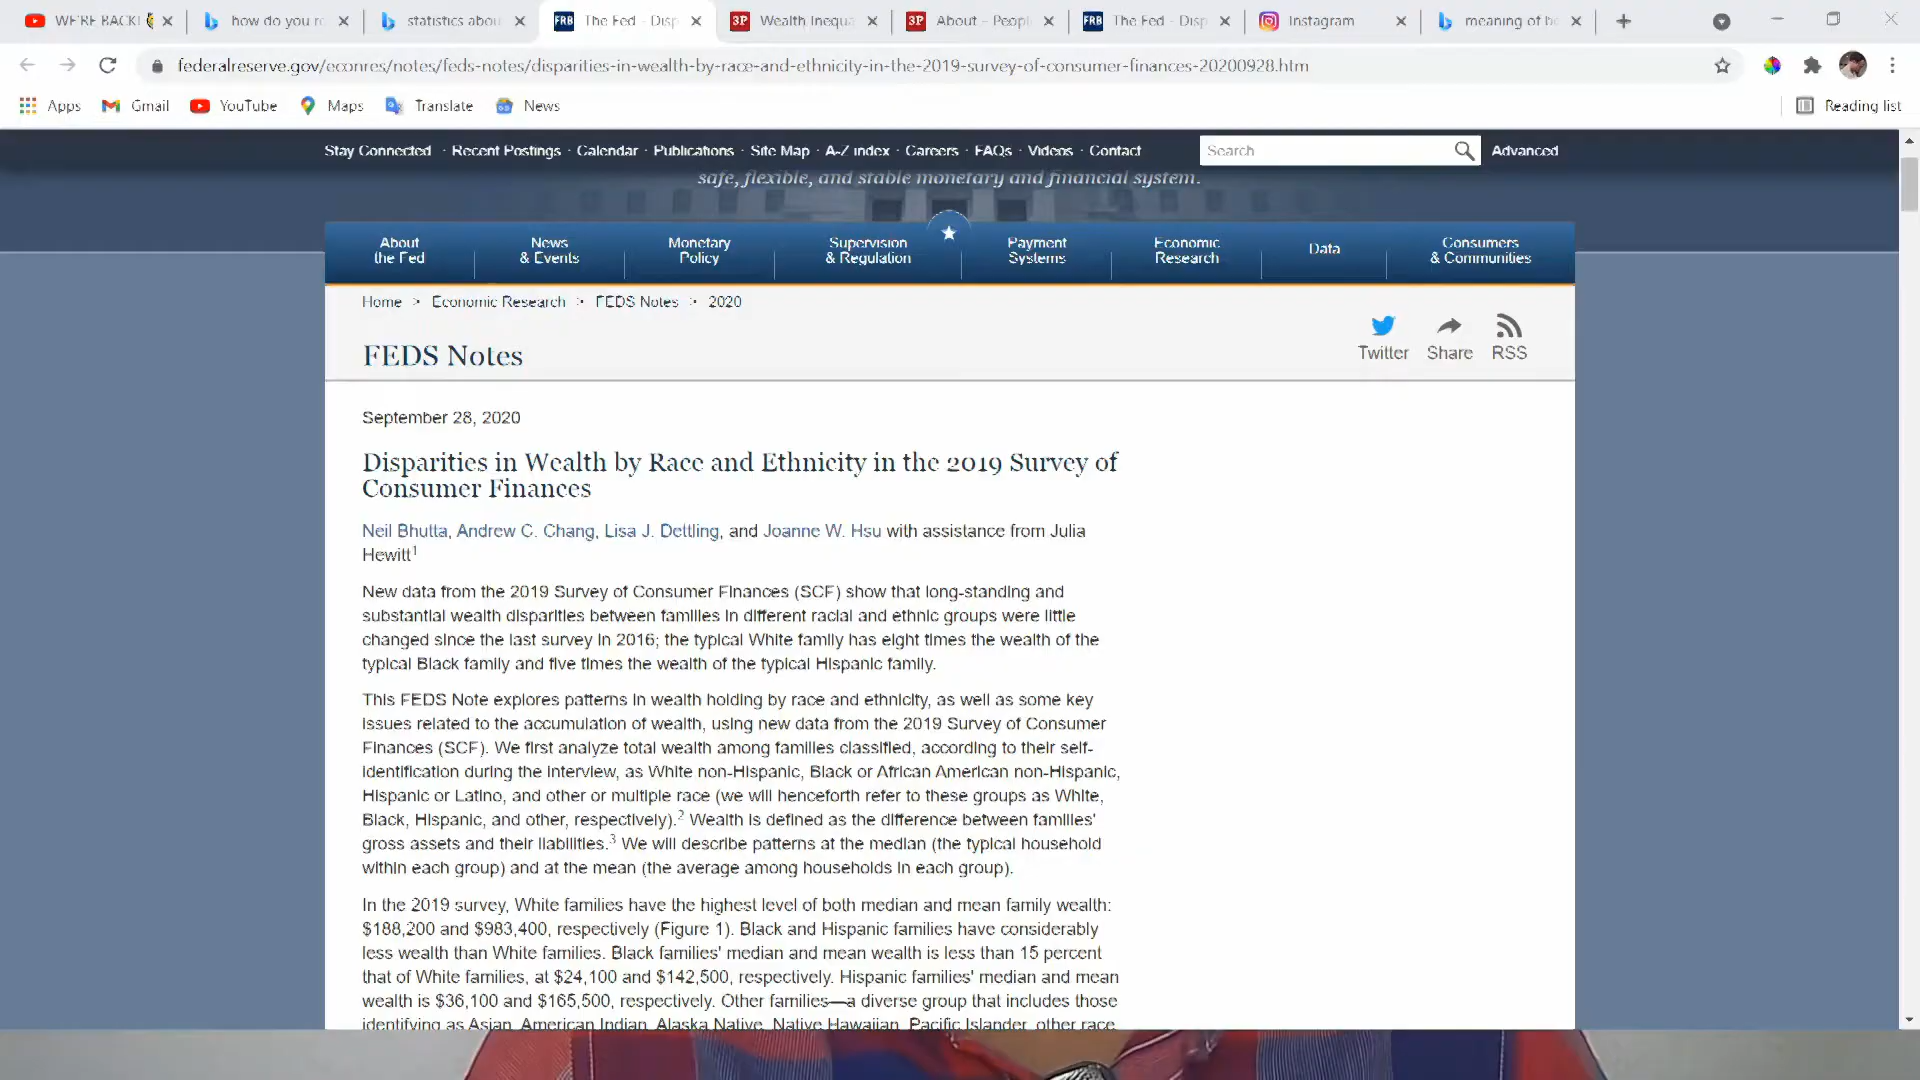 WE'RE BACK!
how do you r
statistics abou
FRB The Fed - Disp
3P Wealth Inequa
3P About – Peopl
FRB The Fed - Disp
Instagram
meaning of b
federalreserve.gov/econres/notes/feds-notes/disparities-in-wealth-by-race-and-ethnicity-in-the-2019-survey-of-consumer-finances-20200928.htm
Apps Gmail YouTube Maps Translate News Reading list
Stay Connected · Recent Postings · Calendar · Publications · Site Map · A-Z index · Careers · FAQs · Videos · Contact Search Advanced
safe, flexible, and stable monetary and financial system.
About the Fed
News & Events
Monetary Policy
Supervision & Regulation
Payment Systems
Economic Research
Data
Consumers & Communities
Home > Economic Research > FEDS Notes > 2020
FEDS Notes
Twitter Share RSS
September 28, 2020
Disparities in Wealth by Race and Ethnicity in the 2019 Survey of
Consumer Finances
Neil Bhutta, Andrew C. Chang, Lisa J. Dettling, and Joanne W. Hsu with assistance from Julia
Hewitt1
New data from the 2019 Survey of Consumer Finances (SCF) show that long-standing and
substantial wealth disparities between families in different racial and ethnic groups were little
changed since the last survey in 2016; the typical White family has eight times the wealth of the
typical Black family and five times the wealth of the typical Hispanic family.
This FEDS Note explores patterns in wealth holding by race and ethnicity, as well as some key
issues related to the accumulation of wealth, using new data from the 2019 Survey of Consumer
Finances (SCF). We first analyze total wealth among families classified, according to their self-
identification during the interview, as White non-Hispanic, Black or African American non-Hispanic,
Hispanic or Latino, and other or multiple race (we will henceforth refer to these groups as White,
Black, Hispanic, and other, respectively).2 Wealth is defined as the difference between families'
gross assets and their liabilities.3 We will describe patterns at the median (the typical household
within each group) and at the mean (the average among households in each group).
In the 2019 survey, White families have the highest level of both median and mean family wealth:
$188,200 and $983,400, respectively (Figure 1). Black and Hispanic families have considerably
less wealth than White families. Black families' median and mean wealth is less than 15 percent
that of White families, at $24,100 and $142,500, respectively. Hispanic families' median and mean
wealth is $36,100 and $165,500, respectively. Other families—a diverse group that includes those
identifying as Asian, American Indian, Alaska Native, Native Hawaiian, Pacific Islander, other race,